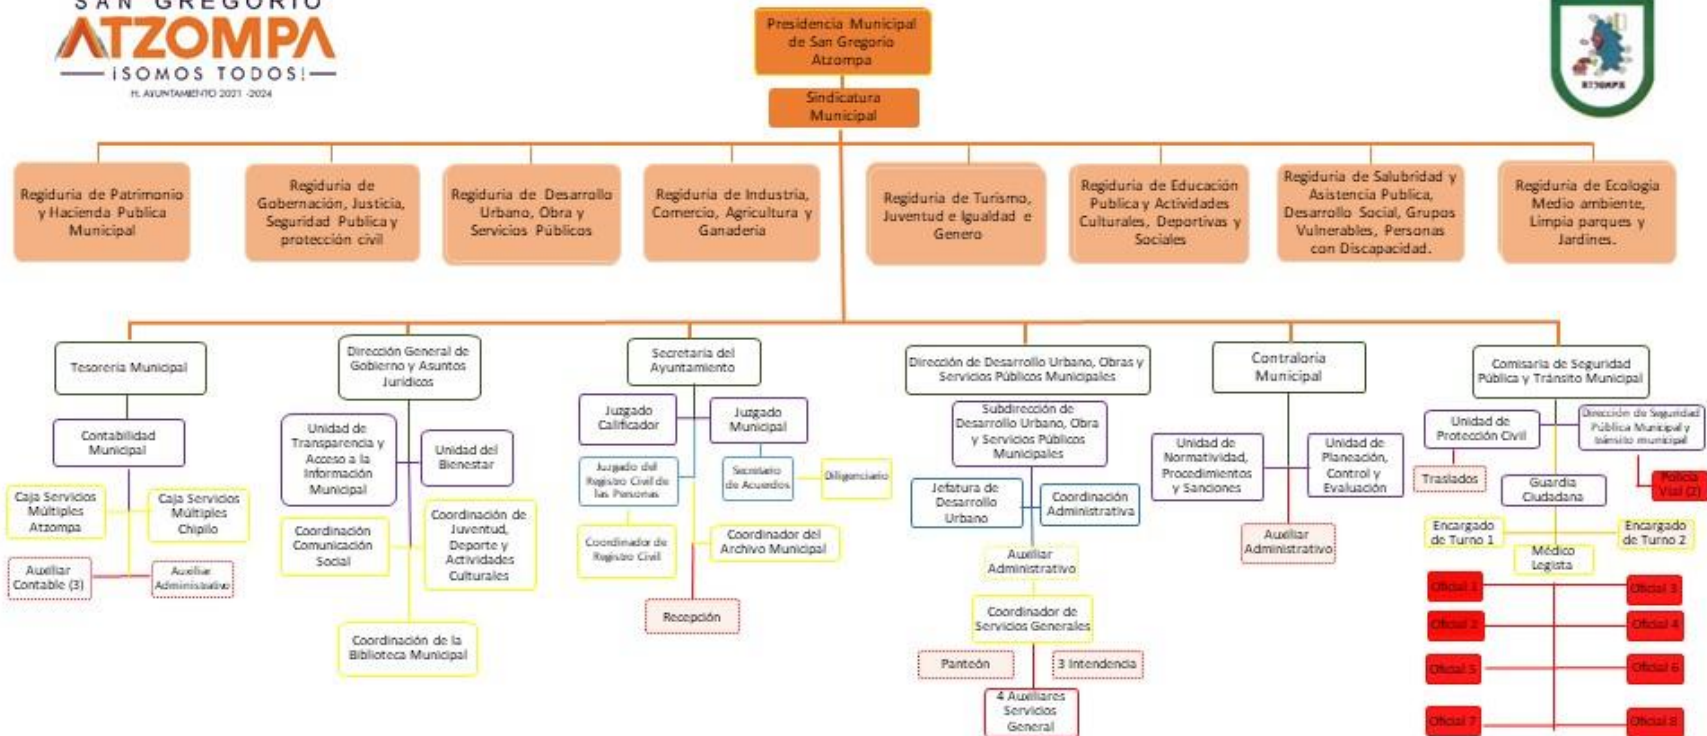 SAN GREGORIO
ATZOMPA
¡SOMOS TODOS!
H. AYUNTAMIENTO 2021 -2024
Presidencia Municipal
de San Gregorio
Atzompa
ATZOMPA
Sindicatura
Municipal
Regiduria de Patrimonio
y Hacienda Publica
Municipal
Regiduria de
Gobernación, Justicia,
Seguridad Publica y
protección civil
Regiduria de Desarrollo
Urbano, Obra y
Servicios Públicos
Regiduria de Industria,
Comercio, Agricultura y
Ganaderia
Regiduria de Turismo,
Juventud e Igualdad e
Genero
Regiduria de Educación
Publica y Actividades
Culturales, Deportivas y
Sociales
Regiduria de Salubridad y
Asistencia Publica,
Desarrollo Social, Grupos
Vulnerables, Personas
con Discapacidad.
Regiduria de Ecologia
Medio ambiente,
Limpia parques y
Jardines.
Tesorería Municipal
Contabilidad
Municipal
Caja Servicios
Múltiples
Atzompa
Caja Servicios
Múltiples
Chipilo
Auxiliar
Contable (3)
Auxiliar
Administrativo
Dirección General de
Gobierno y Asuntos
Jurídicos
Unidad de
Transparencia y
Acceso a la
Información
Municipal
Unidad del
Bienestar
Coordinación
Comunicación
Social
Coordinación de
Juventud,
Deporte y
Actividades
Culturales
Coordinación de la
Biblioteca Municipal
Secretaria del
Ayuntamiento
Juzgado
Calificador
Juzgado
Municipal
Juzgado del
Registro Civil de
las Personas
Secretario
de Acuerdos
Diligenciario
Coordinador de
Registro Civil
Coordinador del
Archivo Municipal
Recepción
Dirección de Desarrollo Urbano, Obras y
Servicios Públicos Municipales
Subdirección de
Desarrollo Urbano, Obra
y Servicios Públicos
Municipales
Jefatura de
Desarrollo
Urbano
Coordinación
Administrativa
Auxiliar
Administrativo
Coordinador de
Servicios Generales
Panteón
3 Intendencia
4 Auxiliares
Servicios
General
Contraloría
Municipal
Unidad de
Normatividad,
Procedimientos
y Sanciones
Unidad de
Planeación,
Control y
Evaluación
Auxiliar
Administrativo
Comisaria de Seguridad
Pública y Tránsito Municipal
Unidad de
Protección Civil
Dirección de Seguridad
Pública Municipal y
tránsito municipal
Traslados
Policía
Vial (2)
Guardia
Ciudadana
Encargado
de Turno 1
Encargado
de Turno 2
Médico
Legista
Oficial 1
Oficial 3
Oficial 2
Oficial 4
Oficial 5
Oficial 6
Oficial 7
Oficial 8